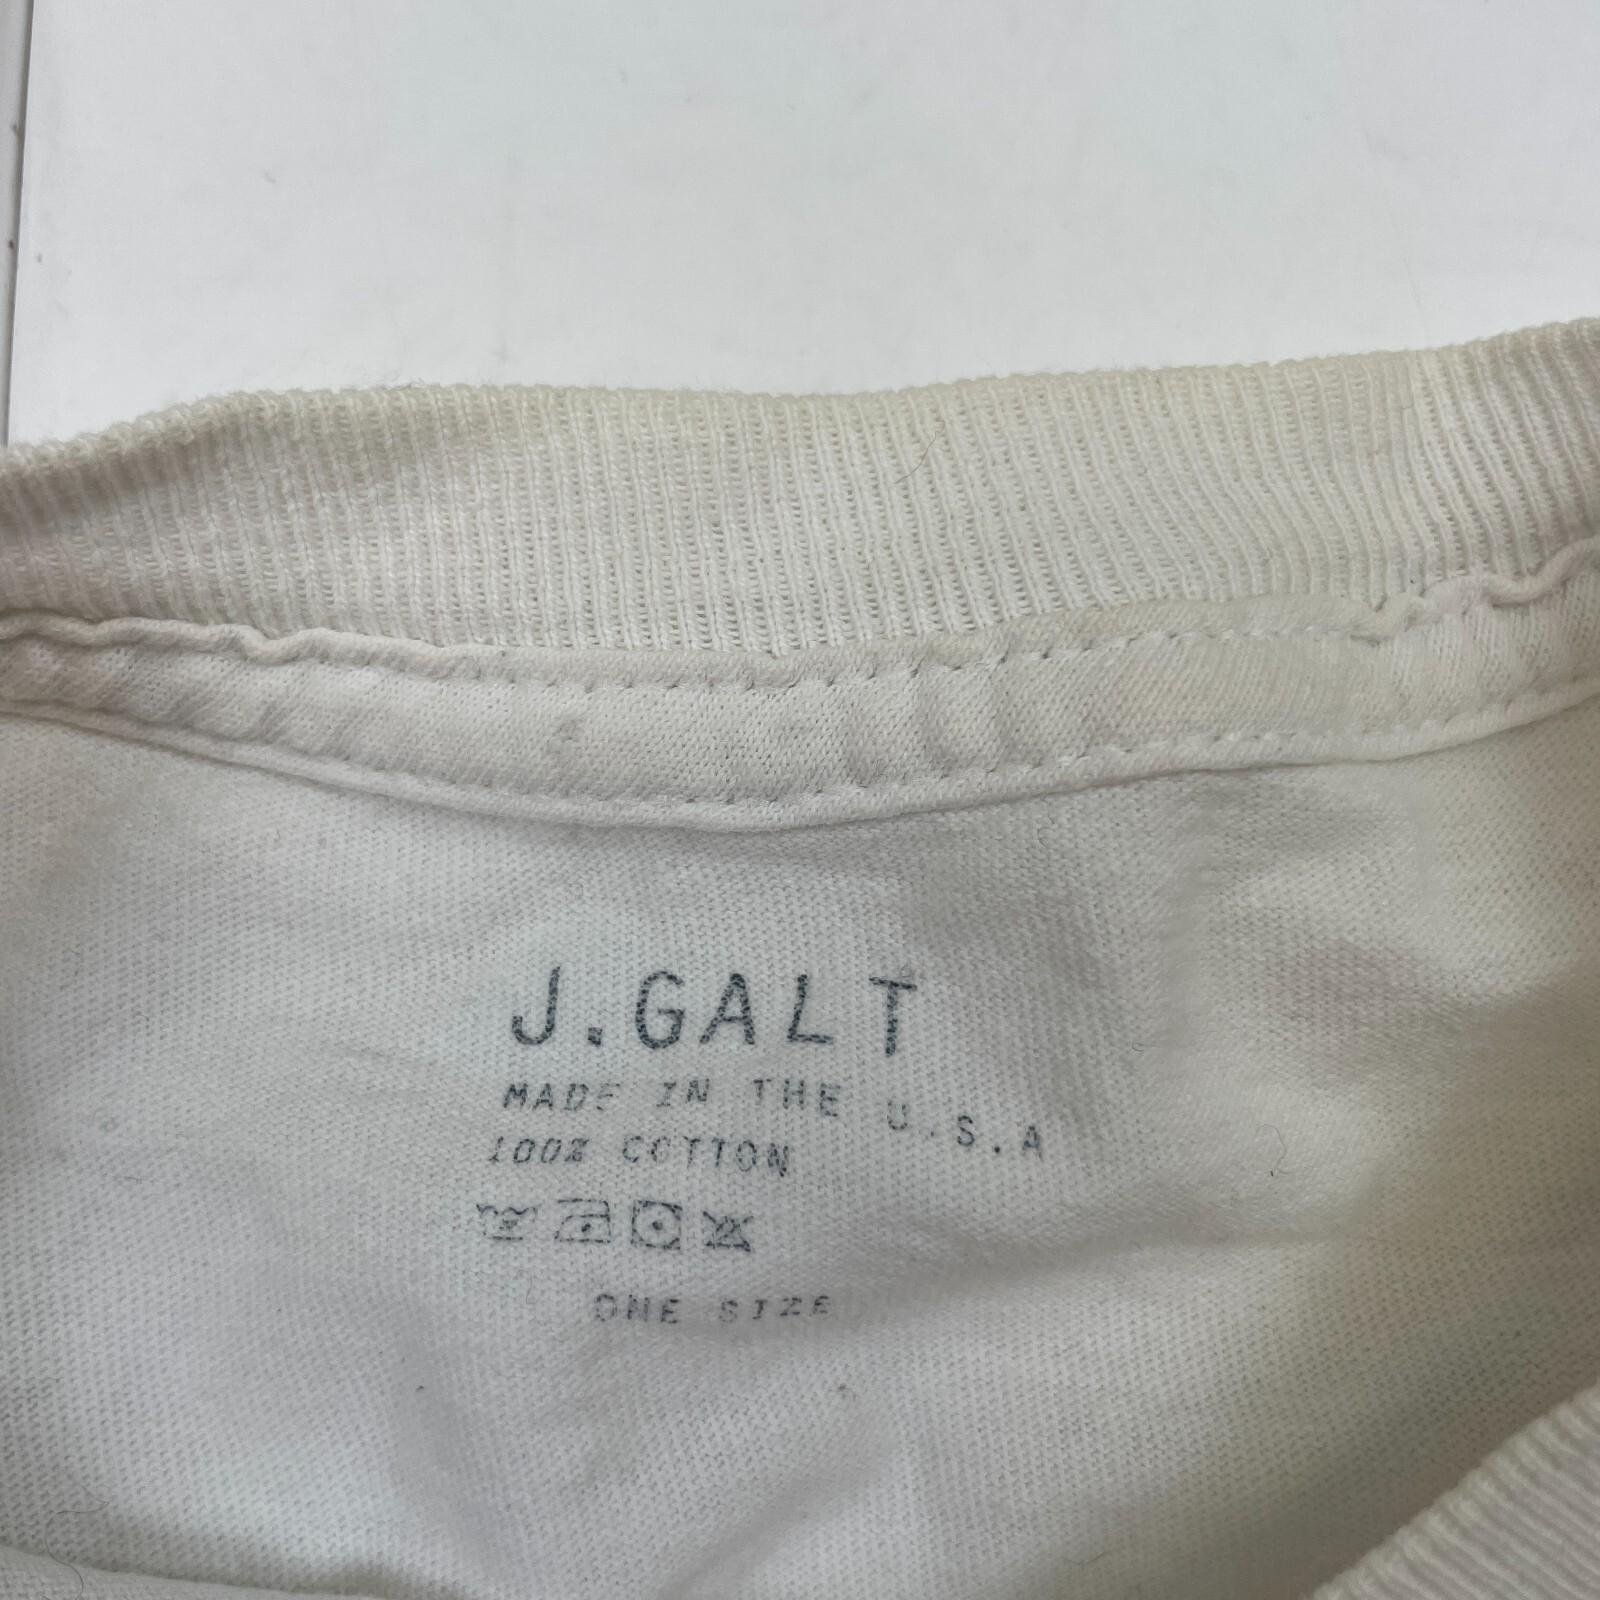 J.GALT
MADE IN THE U.S.A
100% COTTON
ONE SIZE